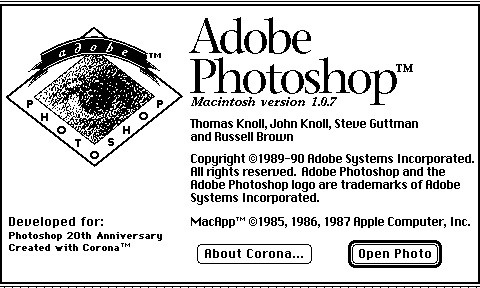 adobe™
PHOTOSHOP
Adobe
Photoshop™
Macintosh version 1.0.7
Thomas Knoll, John Knoll, Steve Guttman
and Russell Brown
Copyright ©1989-90 Adobe Systems Incorporated.
All rights reserved. Adobe Photoshop and the
Adobe Photoshop logo are trademarks of Adobe
Systems Incorporated.
MacApp™ ©1985, 1986, 1987 Apple Computer, Inc.
Developed for:
Photoshop 20th Anniversary
Created with Corona™
About Corona...
Open Photo